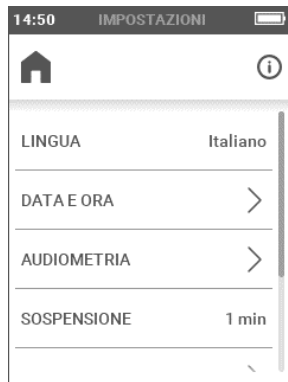 14:50 IMPOSTAZIONI
LINGUA Italiano
DATA E ORA
AUDIOMETRIA
SOSPENSIONE 1 min